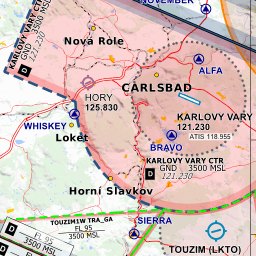 NOVEMBER
KARLOVY VARY CTR
GND 3500 MSL
D
Nová Role
ALFA
CARLSBAD
HORY
125.830
KARLOVY VARY
121.230
ATIS 118.955
WHISKEY
Loket
BRAVO
KARLOVY VARY CTR
GND 3500 MSL
D
121.230
Horní Slavkov
TOUZIM1W TRA_GA
FL 95
3500 MSL
SIERRA
D
FL 95
3500 MSL
D
TOUZIM (LKTO)